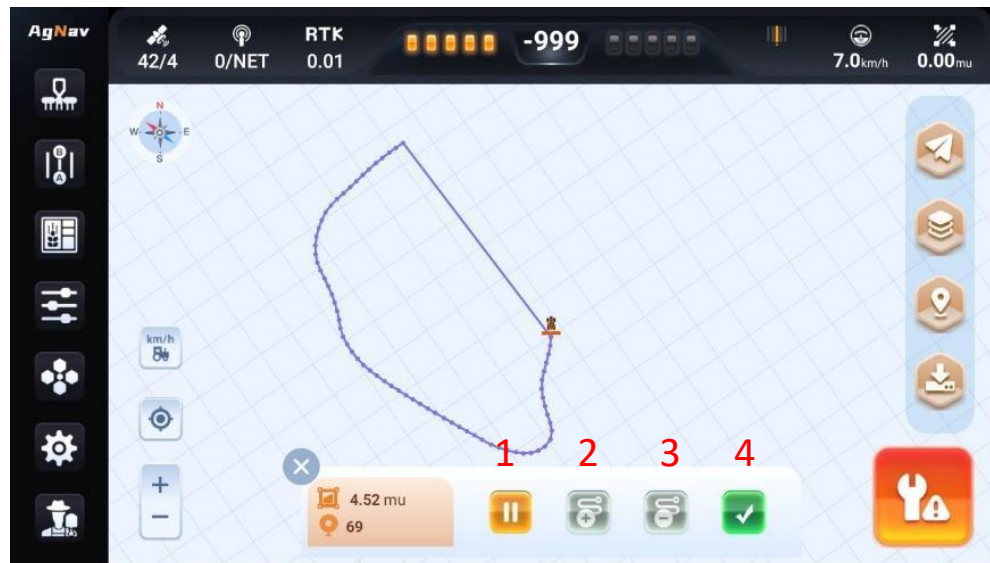 AgNav
42/4
0/NET
RTK
0.01
-999
7.0km/h
0.00mu
N
W
E
S
B
A
km/h
+
−
1
2
3
4
4.52 mu
69